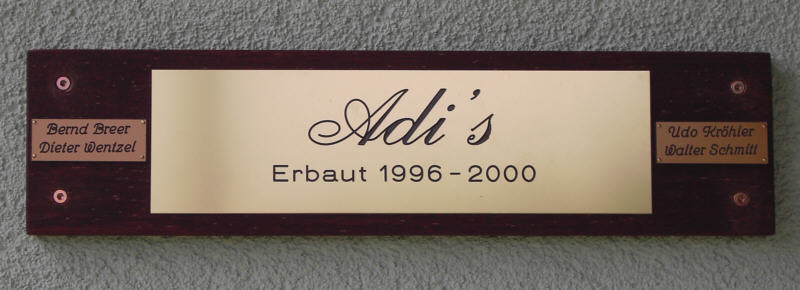 Bernd Breer
Dieter Wentzel
Adi's
Erbaut 1996 - 2000
Udo Kröhler
Walter Schmitt